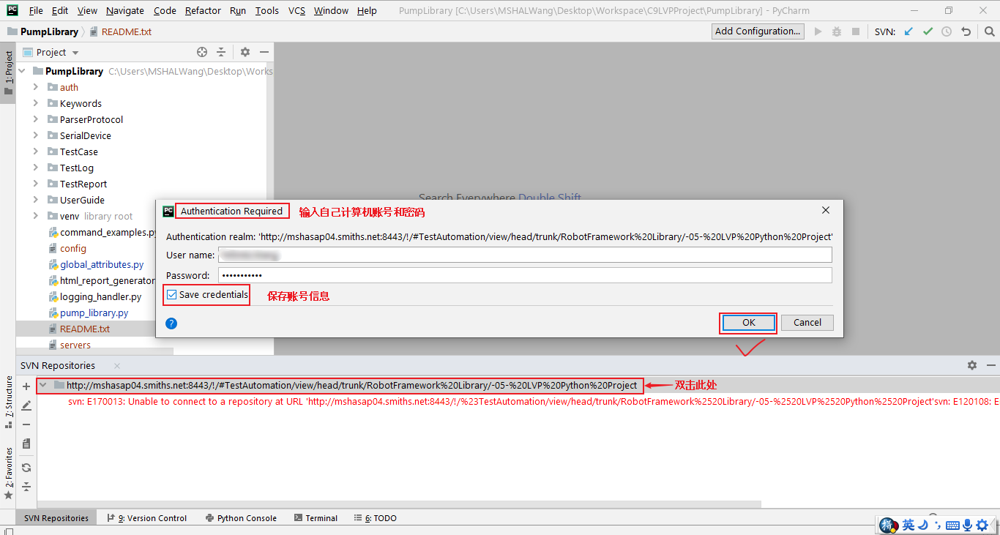 PC File Edit View Navigate Code Refactor Run Tools VCS Window Help PumpLibrary [C:\Users\MSHALWang\Desktop\Workspace\C9LVPProject\PumpLibrary] - PyCharm
PumpLibrary README.txt Add Configuration... SVN:
Project
1: Project
PumpLibrary C:\Users\MSHALWang\Desktop\Works
auth
Keywords
ParserProtocol
SerialDevice
TestCase
TestLog
TestReport
UserGuide
venv library root
command_examples.py
config
global_attributes.py
html_report_generator
logging_handler.py
pump_library.py
README.txt
servers
Search Everywhere Double Shift
PC Authentication Required 输入自己计算机账号和密码
Authentication realm: 'http://mshasap04.smiths.net:8443/!/#TestAutomation/view/head/trunk/RobotFramework%20Library/-05-%20LVP%20Python%20Project'
User name:
Password: •••••••••••
Save credentials 保存账号信息
? OK Cancel
SVN Repositories
http://mshasap04.smiths.net:8443/!/#TestAutomation/view/head/trunk/RobotFramework%20Library/-05-%20LVP%20Python%20Project 双击此处
svn: E170013: Unable to connect to a repository at URL 'http://mshasap04.smiths.net:8443/!/%23TestAutomation/view/head/trunk/RobotFramework%2520Library/-05-%2520LVP%2520Python%2520Project'svn: E120108: E
7: Structure
2: Favorites
SVN Repositories 9: Version Control Python Console Terminal 6: TODO
英